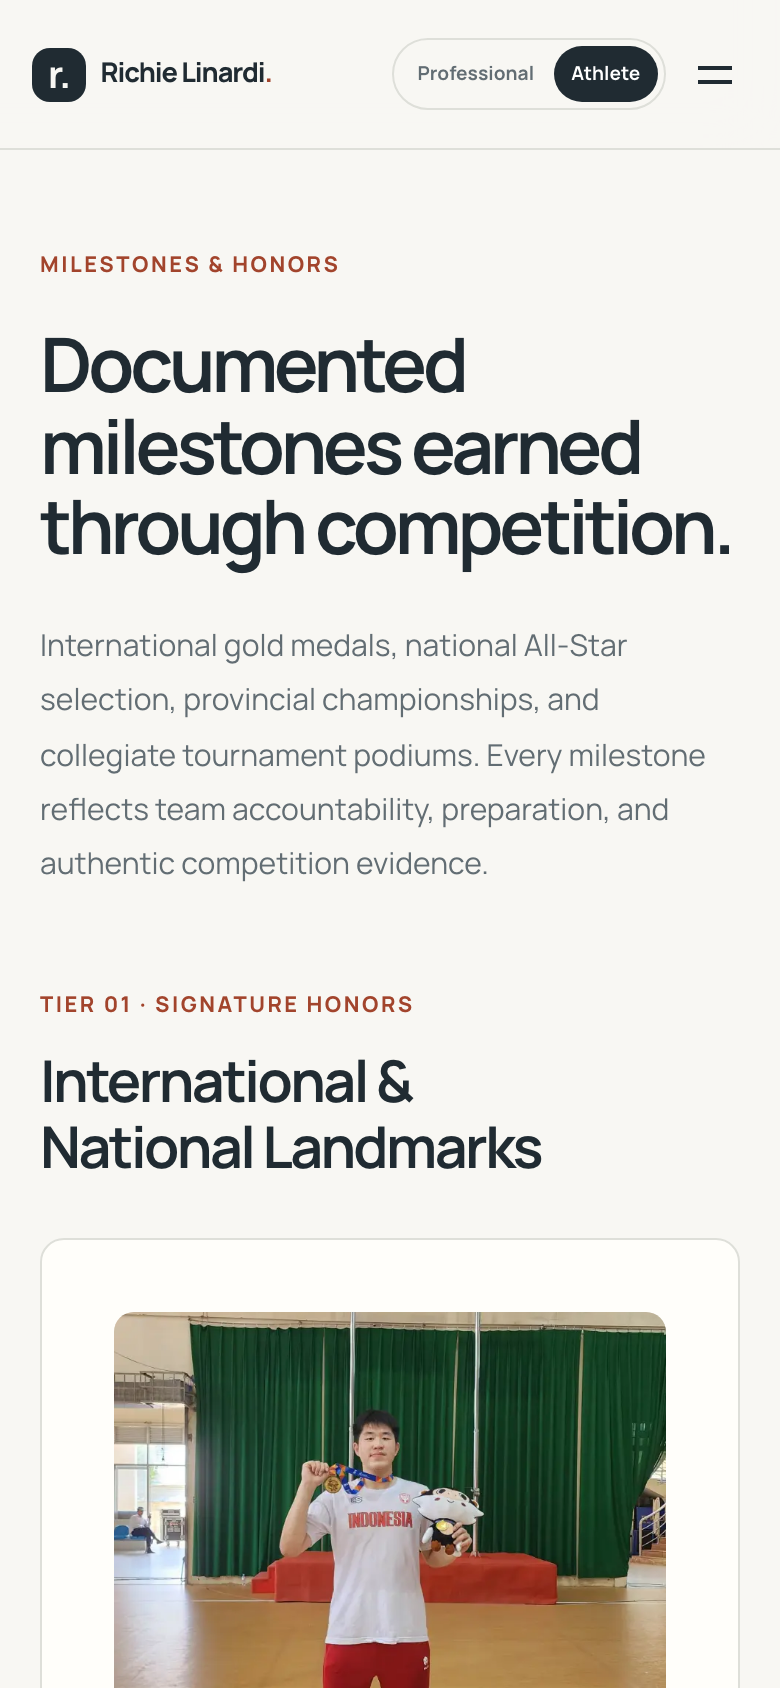 r.
Richie Linardi.
Professional
Athlete
MILESTONES & HONORS
Documented
milestones earned
through competition.
International gold medals, national All-Star
selection, provincial championships, and
collegiate tournament podiums. Every milestone
reflects team accountability, preparation, and
authentic competition evidence.
TIER 01 · SIGNATURE HONORS
International &
National Landmarks
INDONESIA